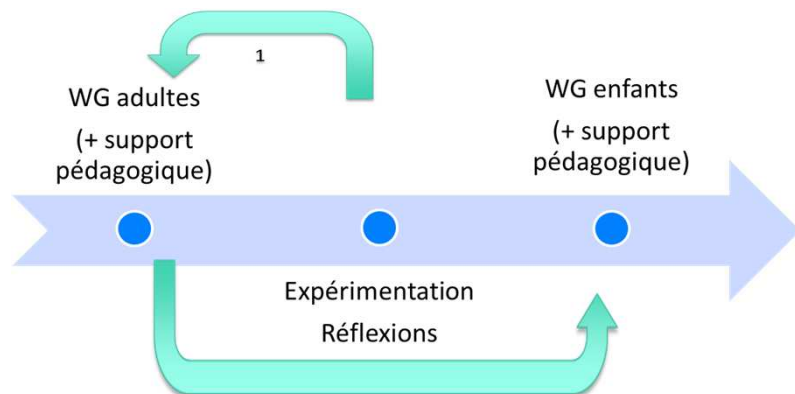 1
WG adultes
(+ support
pédagogique)
WG enfants
(+ support
pédagogique)
Expérimentation
Réflexions